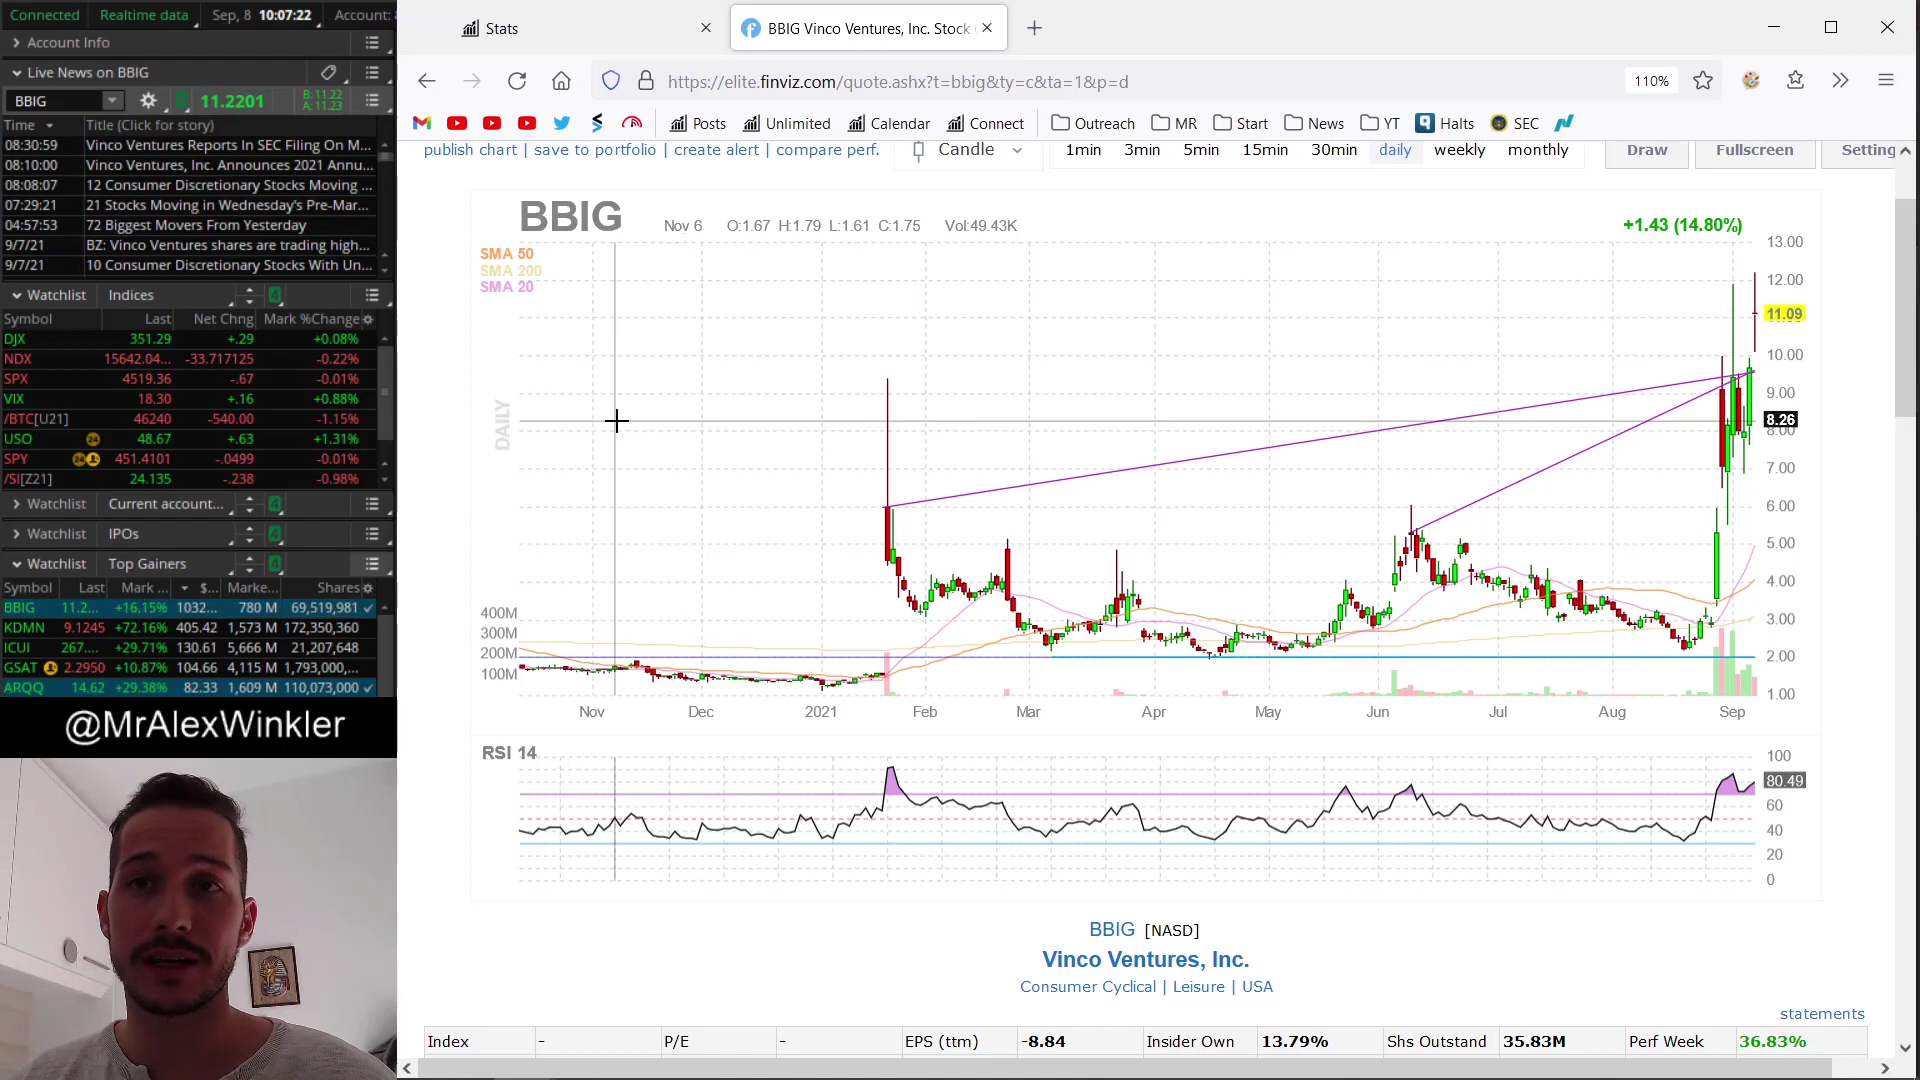 Connected Realtime data Sep, 8 10:07:22 Account:
Account Info
Live News on BBIG
BBIG 11.2201 B: 11.22 A: 11.23
Time Title (Click for story)
08:30:59 Vinco Ventures Reports In SEC Filing On M...
08:10:00 Vinco Ventures, Inc. Announces 2021 Annu...
08:08:07 12 Consumer Discretionary Stocks Moving ...
07:29:21 21 Stocks Moving in Wednesday's Pre-Mar...
04:57:53 72 Biggest Movers From Yesterday
9/7/21 BZ: Vinco Ventures shares are trading high...
9/7/21 10 Consumer Discretionary Stocks With Un...
Watchlist Indices
Symbol Last Net Chng Mark %Change
DJX 351.29 +.29 +0.08%
NDX 15642.04... -33.717125 -0.22%
SPX 4519.36 -.67 -0.01%
VIX 18.30 +.16 +0.88%
/BTC[U21] 46240 -540.00 -1.15%
USO 48.67 +.63 +1.31%
SPY 451.4101 -.0499 -0.01%
/SI[Z21] 24.135 -.238 -0.98%
Watchlist Current account...
Watchlist IPOs
Watchlist Top Gainers
Symbol Last Mark ... $... Marke... Shares
BBIG 11.2... +16.15% 1032... 780 M 69,519,981
KDMN 9.1245 +72.16% 405.42 1,573 M 172,350,360
ICUI 267.... +29.71% 130.61 5,666 M 21,207,648
GSAT 2.2950 +10.87% 104.66 4,115 M 1,793,000,...
ARQQ 14.62 +29.38% 82.33 1,609 M 110,073,000
@MrAlexWinkler
Stats
BBIG Vinco Ventures, Inc. Stock
https://elite.finviz.com/quote.ashx?t=bbig&ty=c&ta=1&p=d 110%
Posts Unlimited Calendar Connect Outreach MR Start News YT Halts SEC
publish chart | save to portfolio | create alert | compare perf. Candle 1min 3min 5min 15min 30min daily weekly monthly Draw Fullscreen Setting
BBIG Nov 6 O:1.67 H:1.79 L:1.61 C:1.75 Vol:49.43K +1.43 (14.80%)
SMA 50
SMA 200
SMA 20
DAILY
13.00
12.00
11.09
10.00
9.00
8.26
8.00
7.00
6.00
5.00
4.00
3.00
2.00
1.00
400M
300M
200M
100M
Nov Dec 2021 Feb Mar Apr May Jun Jul Aug Sep
RSI 14
100
80.49
60
40
20
0
BBIG [NASD]
Vinco Ventures, Inc.
Consumer Cyclical | Leisure | USA
statements
Index - P/E - EPS (ttm) -8.84 Insider Own 13.79% Shs Outstand 35.83M Perf Week 36.83%